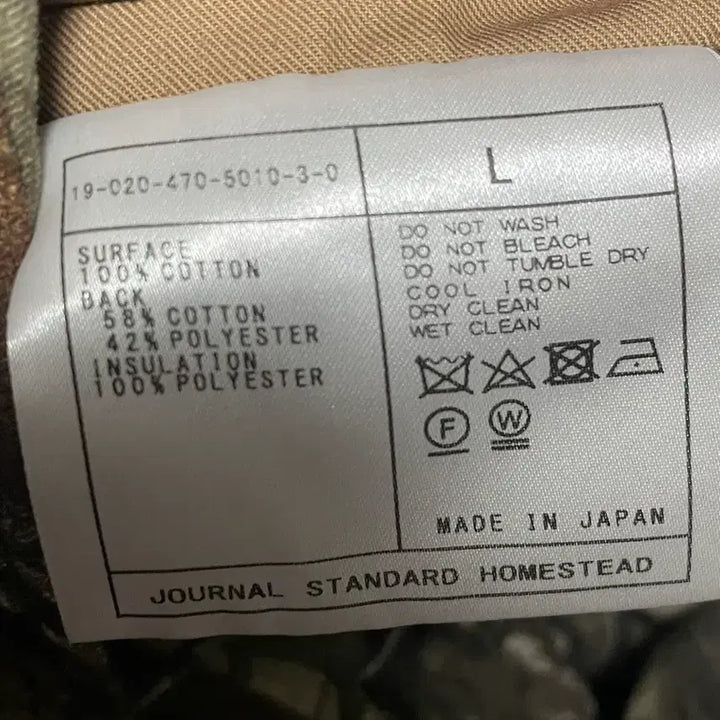 19-020-470-5010-3-0
L
SURFACE
100% COTTON
BACK
58% COTTON
42% POLYESTER
INSULATION
100% POLYESTER
DO NOT WASH
DO NOT BLEACH
DO NOT TUMBLE DRY
COOL IRON
DRY CLEAN
WET CLEAN
F W
MADE IN JAPAN
JOURNAL STANDARD HOMESTEAD